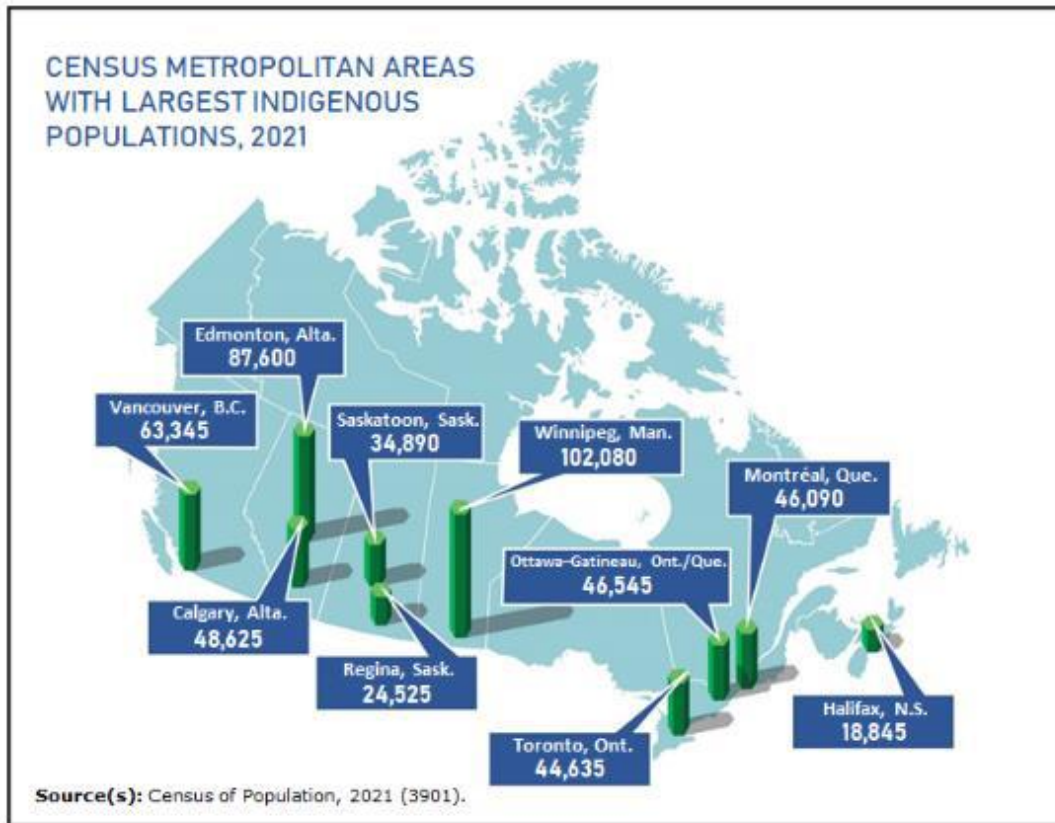 CENSUS METROPOLITAN AREAS
WITH LARGEST INDIGENOUS
POPULATIONS, 2021
Edmonton, Alta.
87,600
Vancouver, B.C.
63,345
Saskatoon, Sask.
34,890
Winnipeg, Man.
102,080
Montréal, Que.
46,090
Ottawa–Gatineau, Ont./Que.
46,545
Calgary, Alta.
48,625
Regina, Sask.
24,525
Halifax, N.S.
18,845
Toronto, Ont.
44,635
Source(s): Census of Population, 2021 (3901).